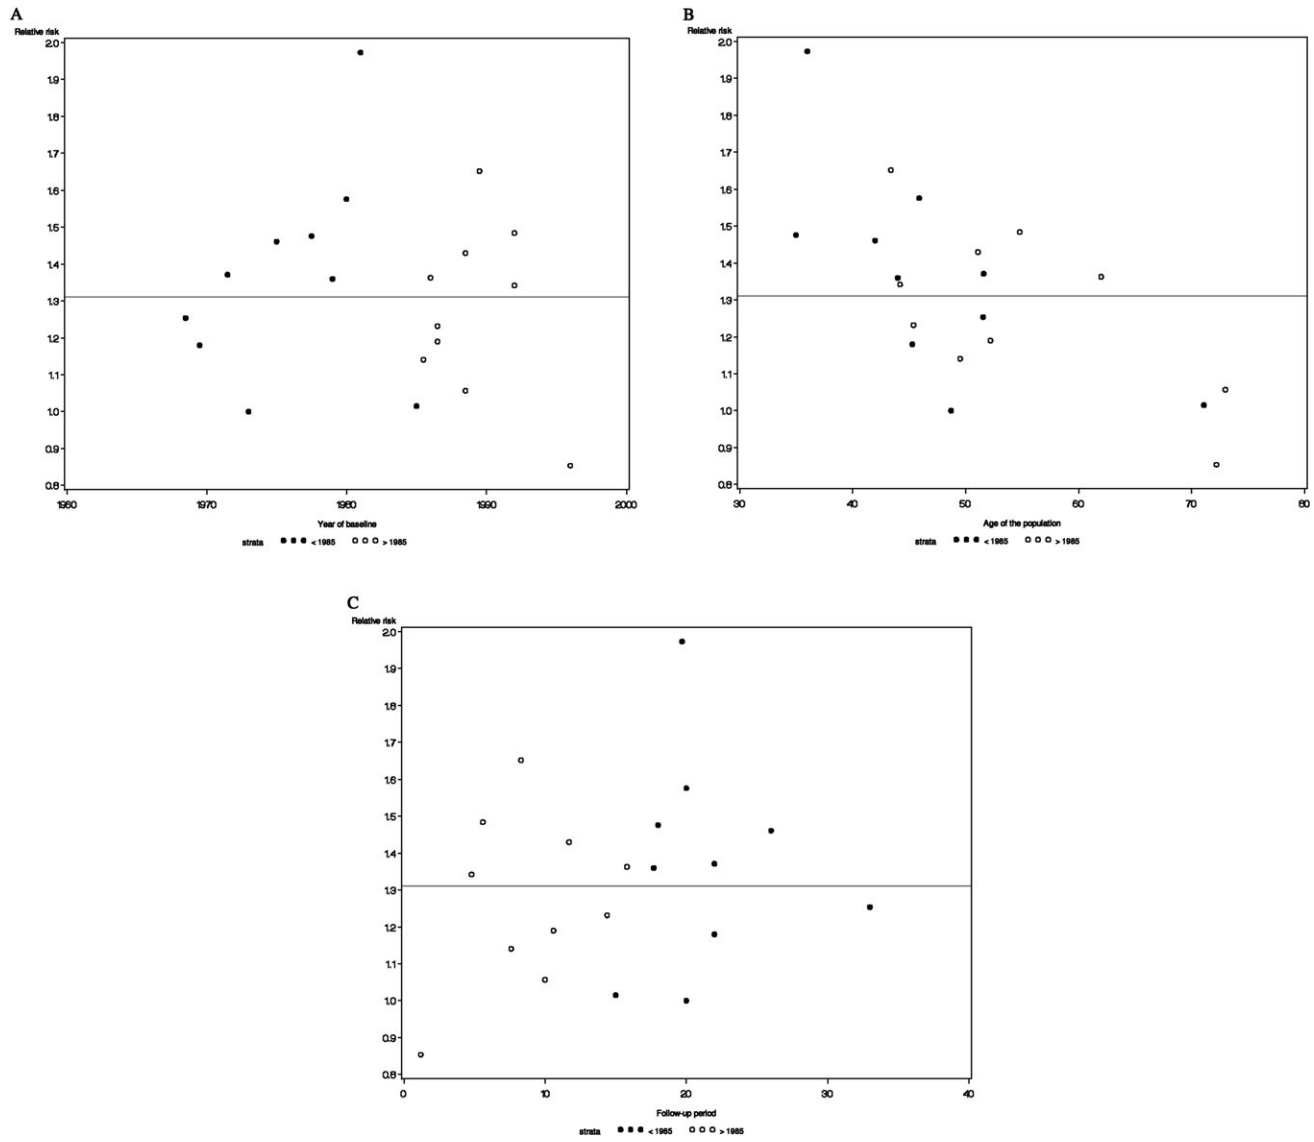 A
Relative risk
2.0
1.9
1.8
1.7
1.6
1.5
1.4
1.3
1.2
1.1
1.0
0.9
0.8
1960 1970 1980 1990 2000
Year of baseline
strata < 1985 > 1985
B
Relative risk
2.0
1.9
1.8
1.7
1.6
1.5
1.4
1.3
1.2
1.1
1.0
0.9
0.8
30 40 50 60 70 80
Age of the population
strata < 1985 > 1985
C
Relative risk
2.0
1.9
1.8
1.7
1.6
1.5
1.4
1.3
1.2
1.1
1.0
0.9
0.8
0 10 20 30 40
Follow-up period
strata < 1985 > 1985